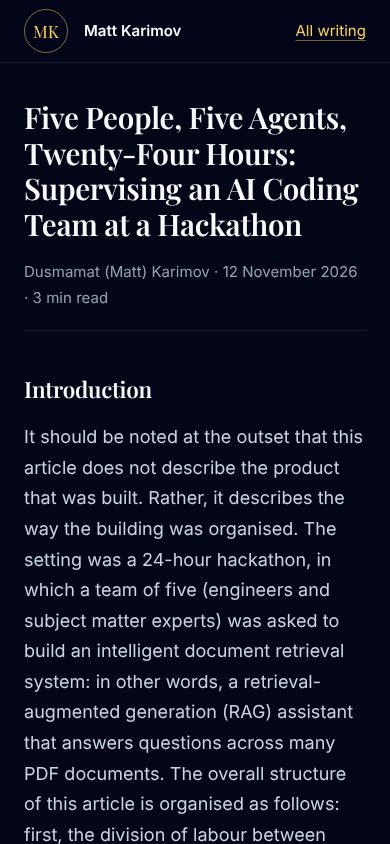 MK Matt Karimov All writing
Five People, Five Agents,
Twenty-Four Hours:
Supervising an AI Coding
Team at a Hackathon
Dusmamat (Matt) Karimov · 12 November 2026
· 3 min read
Introduction
It should be noted at the outset that this
article does not describe the product
that was built. Rather, it describes the
way the building was organised. The
setting was a 24-hour hackathon, in
which a team of five (engineers and
subject matter experts) was asked to
build an intelligent document retrieval
system: in other words, a retrieval-
augmented generation (RAG) assistant
that answers questions across many
PDF documents. The overall structure
of this article is organised as follows:
first, the division of labour between